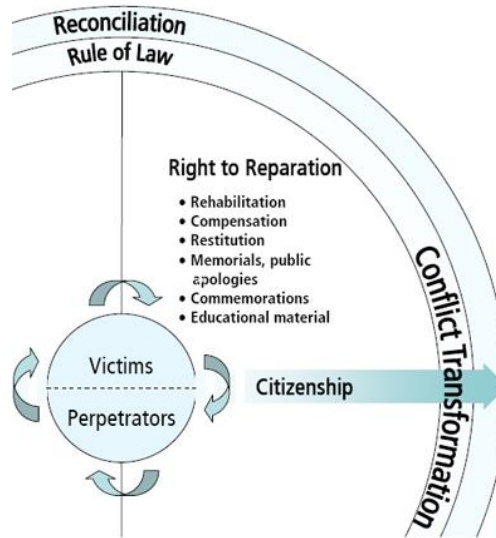 Reconciliation
Rule of Law
Right to Reparation
• Rehabilitation
• Compensation
• Restitution
• Memorials, public
apologies
• Commemorations
• Educational material
Conflict Transformation
Victims
Perpetrators
Citizenship